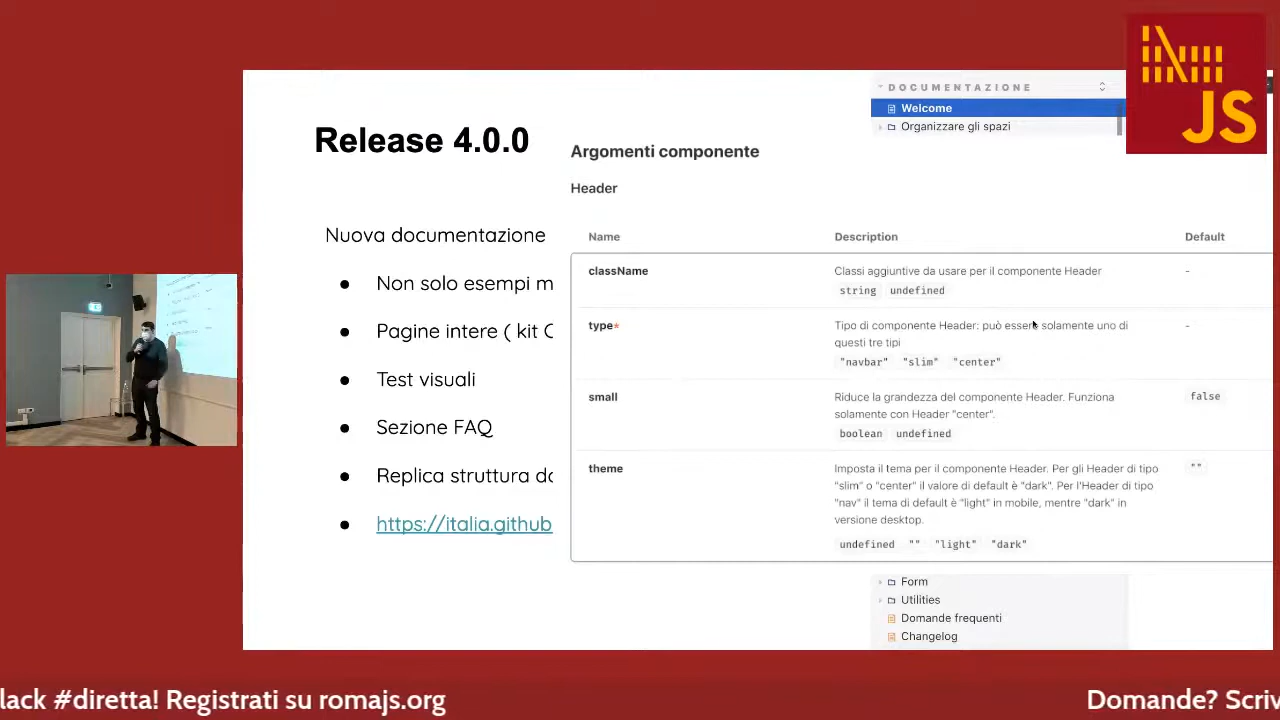 JS
Release 4.0.0
Nuova documentazione
Non solo esempi m
Pagine intere ( kit
Test visuali
Sezione FAQ
Replica struttura
https://italia.github
DOCUMENTAZIONE
Welcome
Organizzare gli spazi
Argomenti componente
Header
Name Description Default
className Classi aggiuntive da usare per il componente Header -
string undefined
type* Tipo di componente Header: può essere solamente uno di -
questi tre tipi
"navbar" "slim" "center"
small Riduce la grandezza del componente Header. Funziona false
solamente con Header "center".
boolean undefined
theme Imposta il tema per il componente Header. Per gli Header di tipo ""
"slim" o "center" il valore di default è "dark". Per l'Header di tipo
"nav" il tema di default è "light" in mobile, mentre "dark" in
versione desktop.
undefined "" "light" "dark"
Form
Utilities
Domande frequenti
Changelog
lack #diretta! Registrati su romajs.org Domande? Scriv